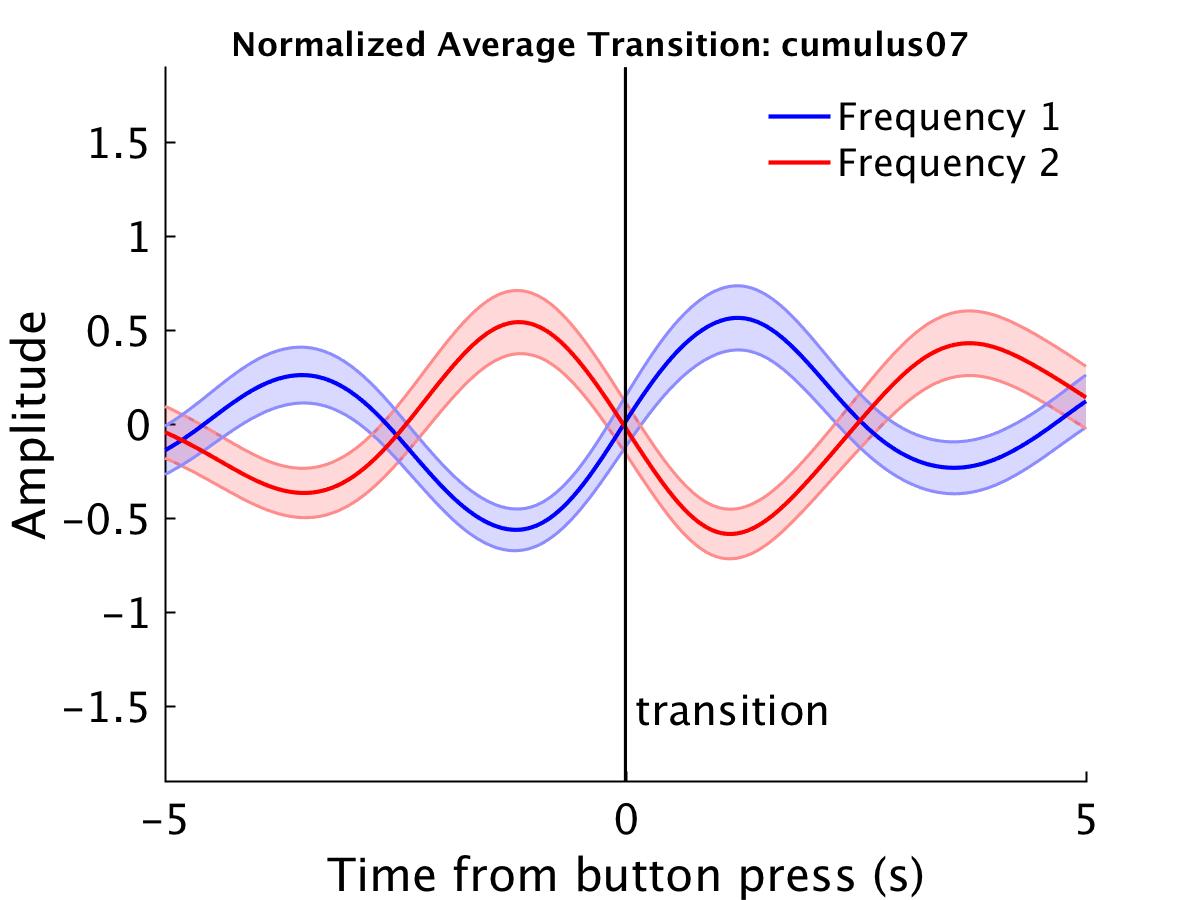 Normalized Average Transition: cumulus07
Frequency 1
Frequency 2
1.5
1
0.5
0
−0.5
−1
−1.5
Amplitude
transition
−5
0
5
Time from button press (s)